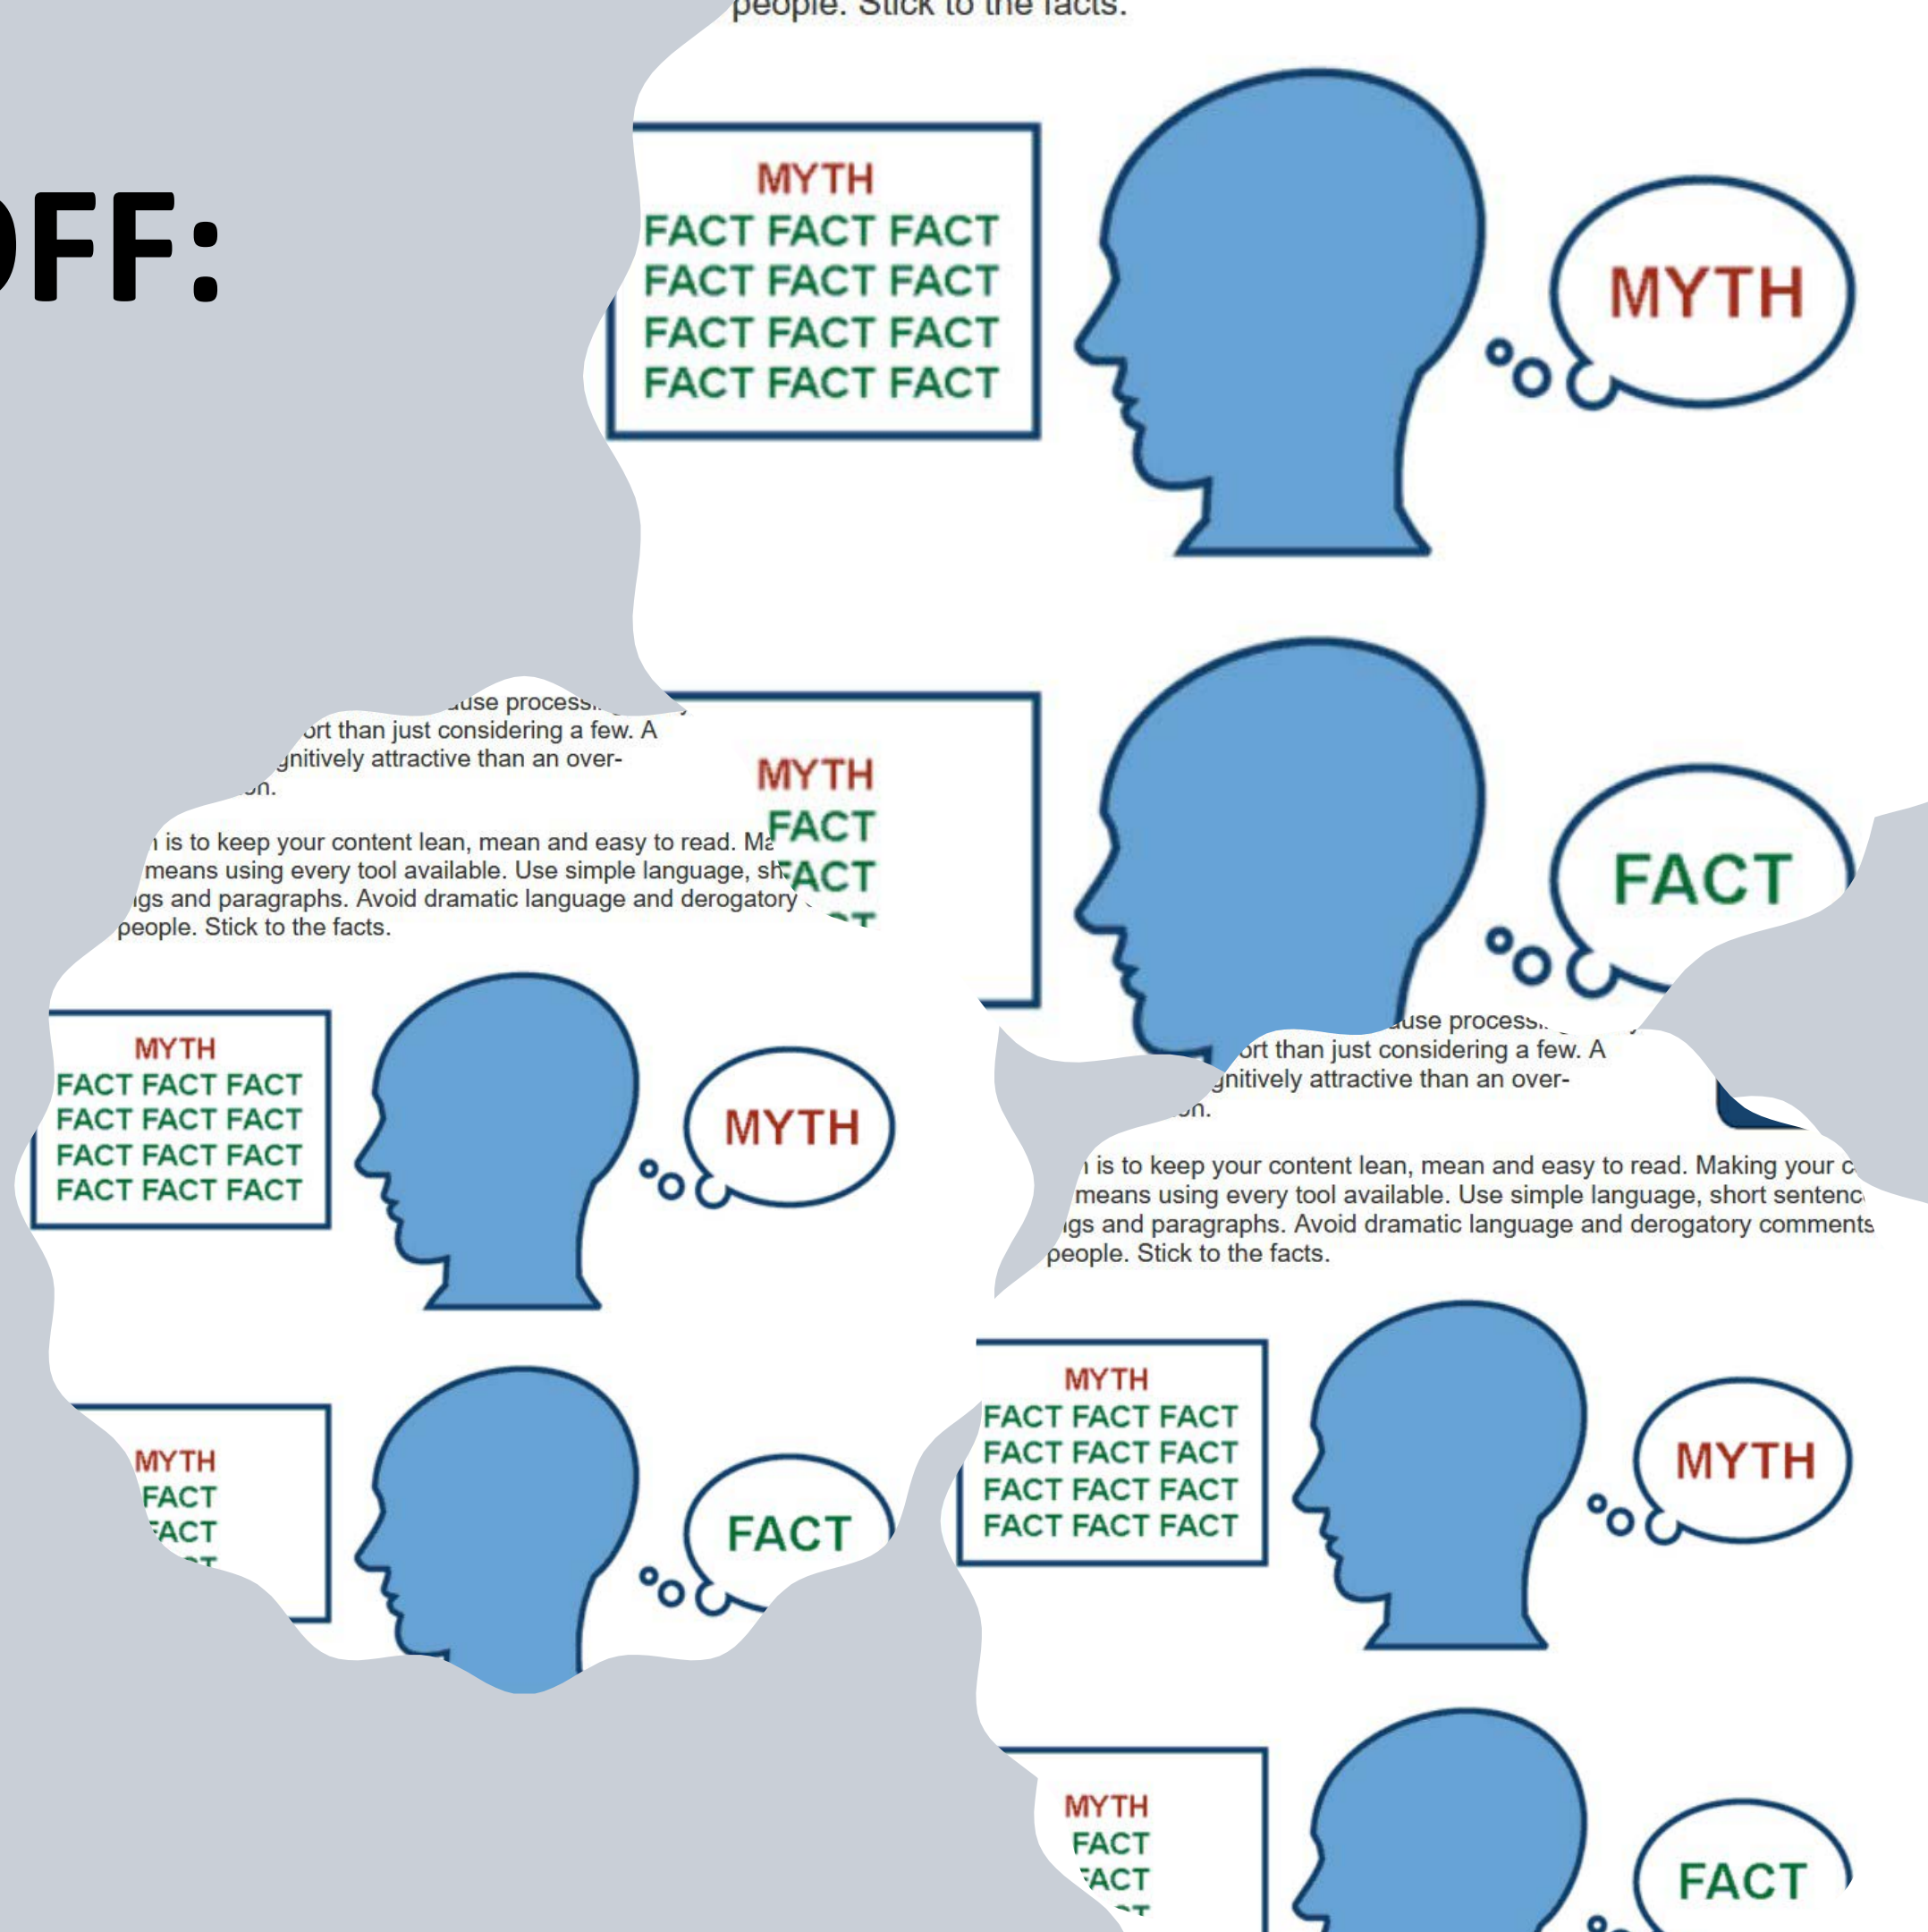 people. Stick to the facts.
OFF:
MYTH
FACT FACT FACT
FACT FACT FACT
FACT FACT FACT
FACT FACT FACT
MYTH
MYTH
FACT
FACT
FACT
than just considering a few. A
attractive than an over-
is to keep your content lean, mean and easy to read.
means using every tool available. Use simple language,
and paragraphs. Avoid dramatic language and derogatory
people. Stick to the facts.
MYTH
FACT FACT FACT
FACT FACT FACT
FACT FACT FACT
FACT FACT FACT
MYTH
MYTH
FACT
FACT
FACT
than just considering a few. A
attractive than an over-
is to keep your content lean, mean and easy to read. Making your
means using every tool available. Use simple language, short
and paragraphs. Avoid dramatic language and derogatory comments
people. Stick to the facts.
MYTH
FACT FACT FACT
FACT FACT FACT
FACT FACT FACT
FACT FACT FACT
MYTH
MYTH
FACT
FACT
FACT